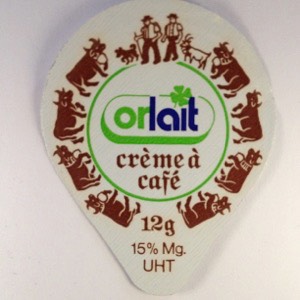 orlait
crème à
café
12g
15% Mg.
UHT